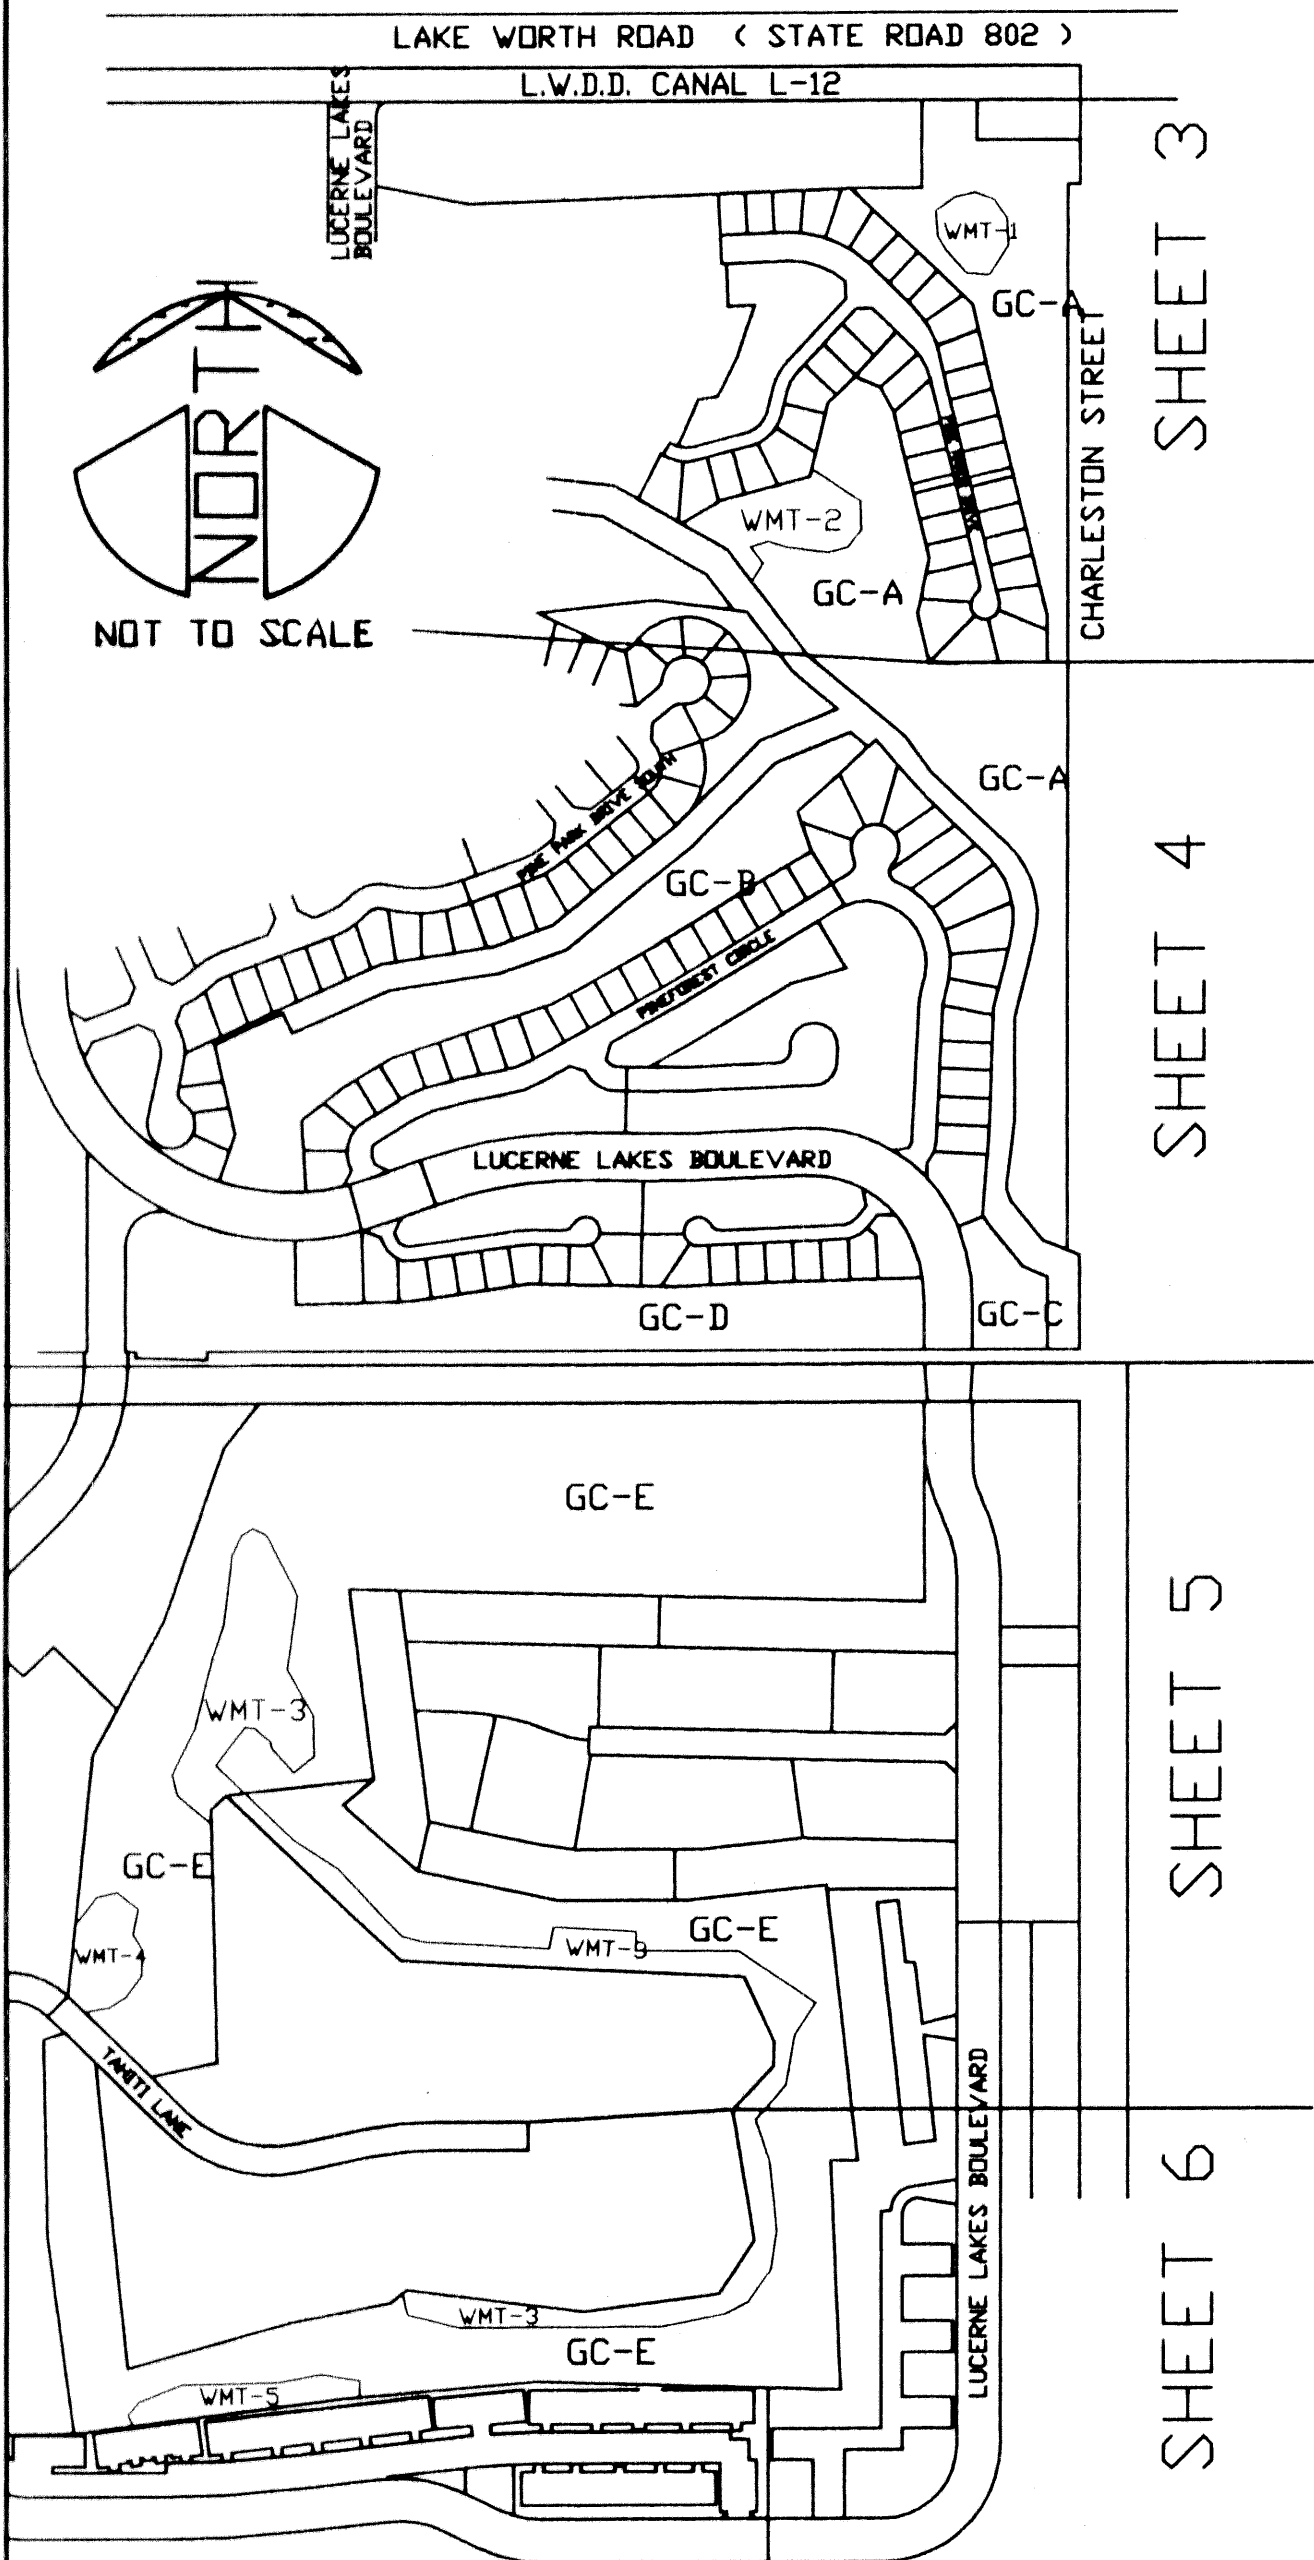 LAKE WORTH ROAD ( STATE ROAD 802 )
L.W.D.D. CANAL L-12
LUCERNE LAKES
BOULEVARD
SHEET 3
WMT-1
GC-A
CHARLESTON STREET
NORTH
NOT TO SCALE
WMT-2
GC-A
GC-A
PINE PARK DRIVE SOUTH
GC-B
PINEFOREST CIRCLE
SHEET 4
LUCERNE LAKES BOULEVARD
GC-D
GC-C
GC-E
SHEET 5
WMT-3
GC-E
GC-E
WMT-3
WMT-4
TAHITI LANE
LUCERNE LAKES BOULEVARD
SHEET 6
WMT-3
GC-E
WMT-5